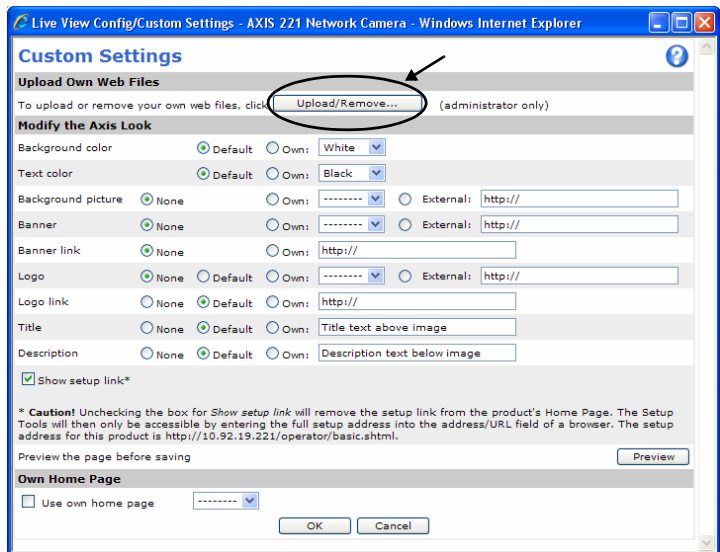 Live View Config/Custom Settings - AXIS 221 Network Camera - Windows Internet Explorer
Custom Settings
?
Upload Own Web Files
To upload or remove your own web files, click Upload/Remove... (administrator only)
Modify the Axis Look
Background color Default Own: White
Text color Default Own: Black
Background picture None Own: -------- External: http://
Banner None Own: -------- External: http://
Banner link None Own: http://
Logo None Default Own: -------- External: http://
Logo link None Default Own: http://
Title None Default Own: Title text above image
Description None Default Own: Description text below image
Show setup link*
* Caution! Unchecking the box for Show setup link will remove the setup link from the product's Home Page. The Setup
Tools will then only be accessible by entering the full setup address into the address/URL field of a browser. The setup
address for this product is http://10.92.19.221/operator/basic.shtml.
Preview the page before saving Preview
Own Home Page
Use own home page --------
OK Cancel